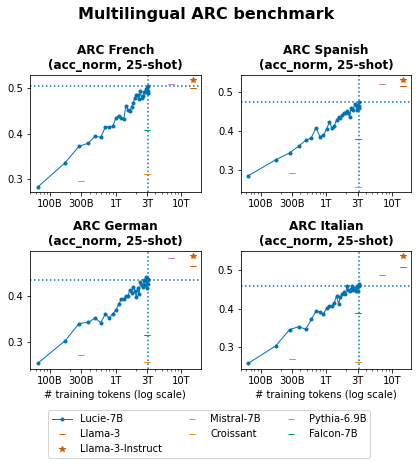 Multilingual ARC benchmark
ARC French
(acc_norm, 25-shot)
ARC Spanish
(acc_norm, 25-shot)
0.5
0.4
0.3
100B 300B 1T 3T 10T
0.5
0.4
0.3
100B 300B 1T 3T 10T
ARC German
(acc_norm, 25-shot)
ARC Italian
(acc_norm, 25-shot)
0.4
0.3
100B 300B 1T 3T 10T
# training tokens (log scale)
0.5
0.4
0.3
100B 300B 1T 3T 10T
# training tokens (log scale)
Lucie-7B
Llama-3
Llama-3-Instruct
Mistral-7B
Croissant
Pythia-6.9B
Falcon-7B